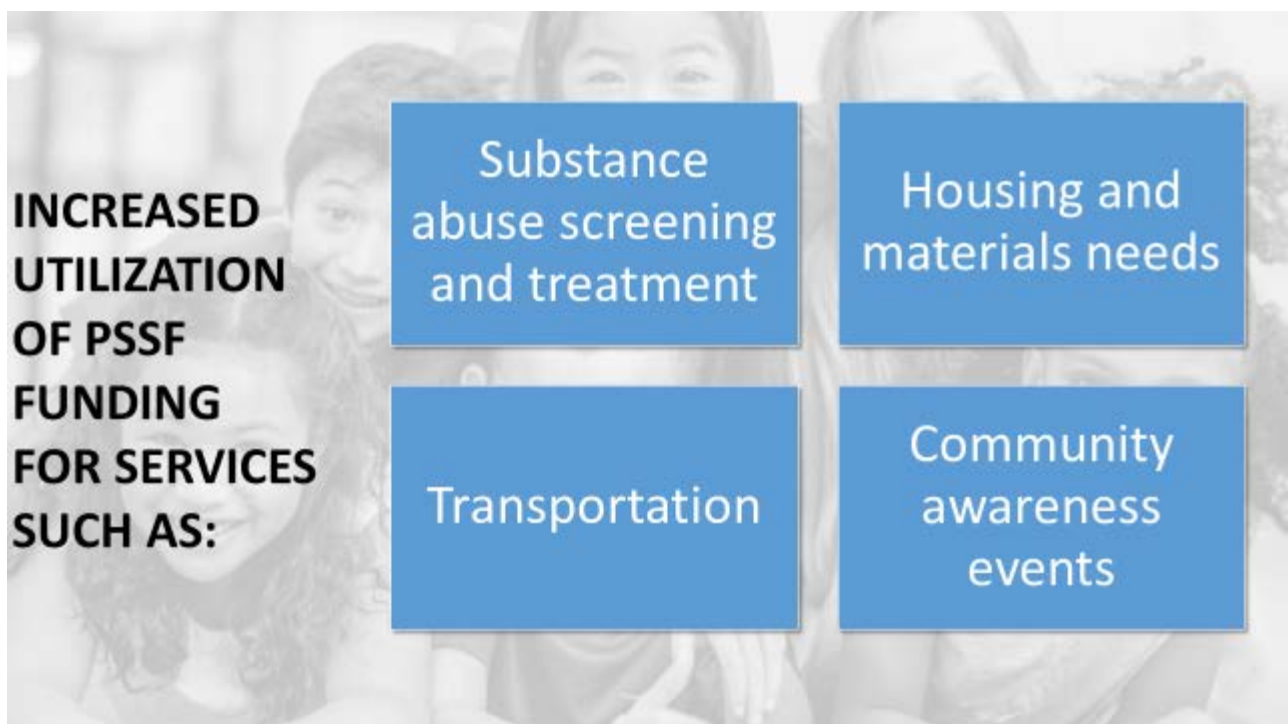 INCREASED
UTILIZATION
OF PSSF
FUNDING
FOR SERVICES
SUCH AS:
Substance
abuse screening
and treatment
Housing and
materials needs
Transportation
Community
awareness
events